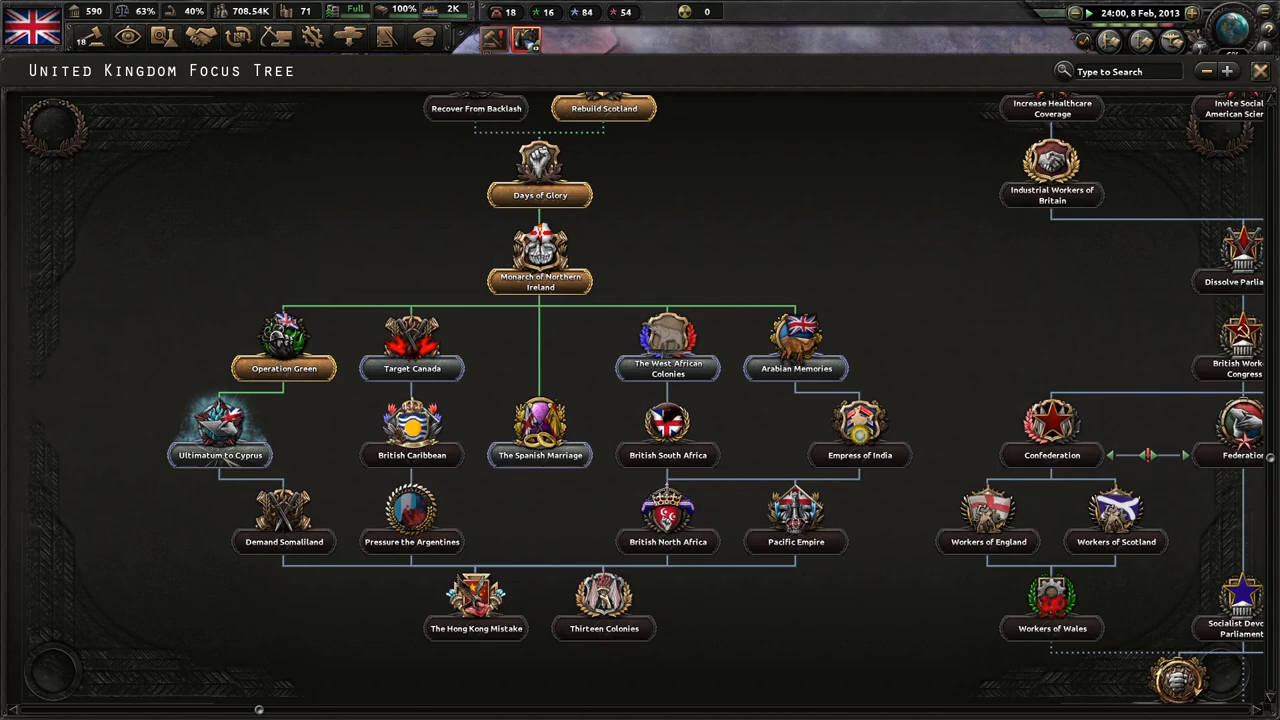 590 63% 40% 708.54K 71 Full 100% 2K 18 16 84 54 0 24:00, 8 Feb, 2013
18
United Kingdom Focus Tree
Type to Search
Recover From Backlash
Rebuild Scotland
Increase Healthcare
Coverage
Invite Social
American Scien
Days of Glory
Industrial Workers of
Britain
Monarch of Northern
Ireland
Dissolve Parlia
Operation Green
Target Canada
The West African
Colonies
Arabian Memories
British Work
Congress
Ultimatum to Cyprus
British Caribbean
The Spanish Marriage
British South Africa
Empress of India
Confederation
Federation
Demand Somaliland
Pressure the Argentines
British North Africa
Pacific Empire
Workers of England
Workers of Scotland
The Hong Kong Mistake
Thirteen Colonies
Workers of Wales
Socialist Devo
Parliament